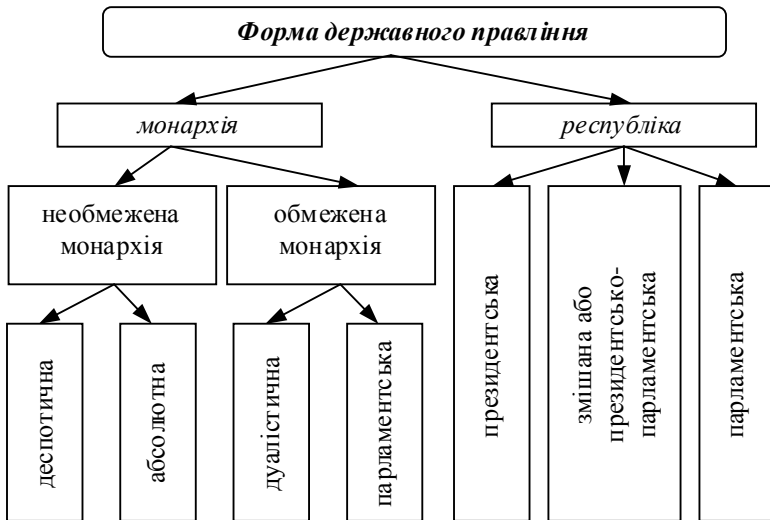 Форма державного правління
монархія
республіка
необмежена
монархія
обмежена
монархія
деспотична
абсолютна
дуалістична
парламентська
президентська
змішана або
президентсько-
парламентська
парламентська